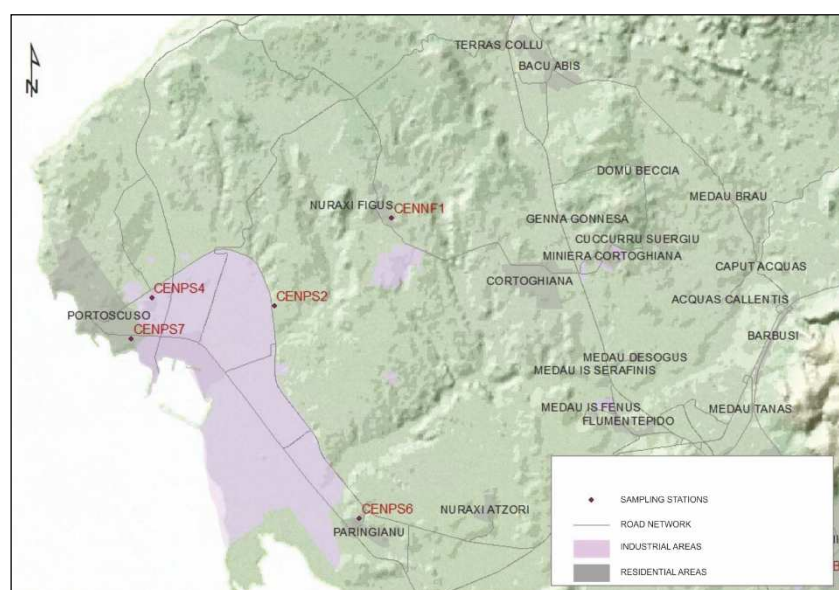 TERRAS COLLU
BACU ABIS
DOMU BECCIA
MEDAU BRAU
NURAXI FIGUS
CENNF1
GENNA GONNESA
CUCCURRU SUERGIU
MINIERA CORTOGHIANA
CAPUT ACQUAS
CORTOGHIANA
CENPS4
CENPS2
ACQUAS CALLENTIS
PORTOSCUSO
CENPS7
BARBUSI
MEDAU DESOGUS
MEDAU IS SERAFINIS
MEDAU IS FENUS
MEDAU TANAS
FLUMENTEPIDO
CENPS6
NURAXI ATZORI
PARINGIANU
SAMPLING STATIONS
ROAD NETWORK
INDUSTRIAL AREAS
RESIDENTIAL AREAS
N